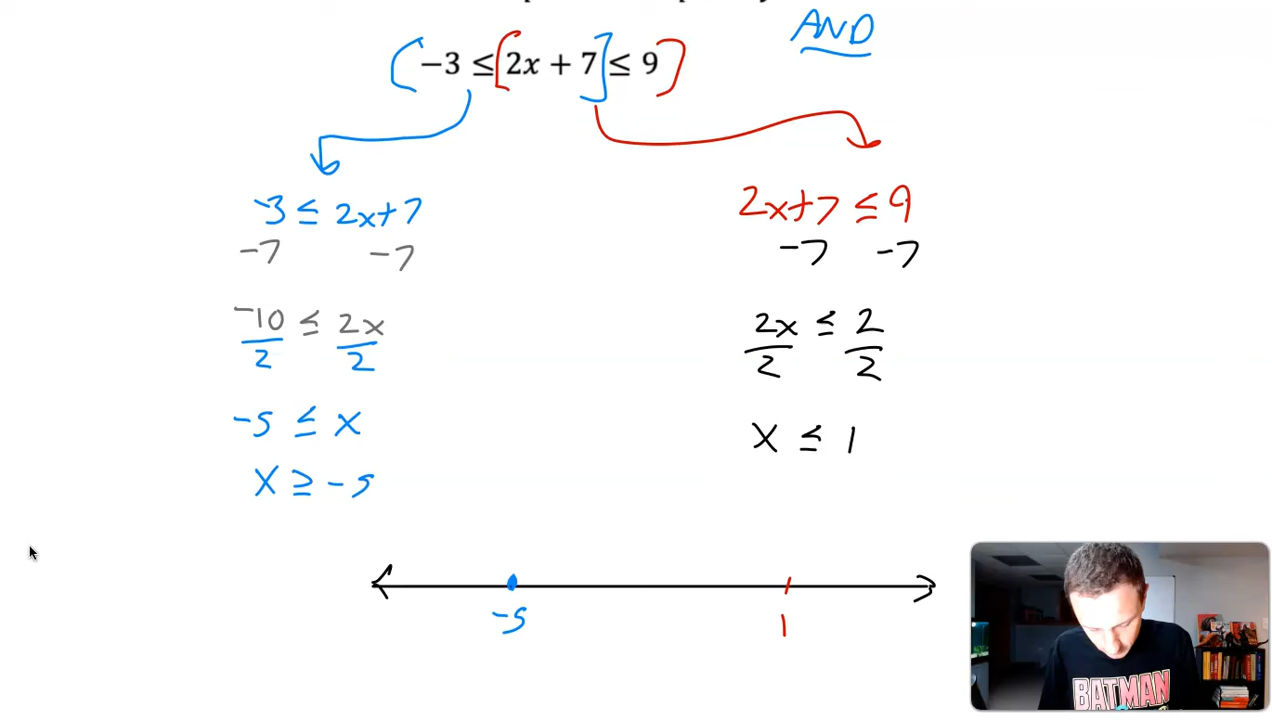 AND
−3 ≤ 2x + 7 ≤ 9
-3 ≤ 2x+7
-7 -7
-10 ≤ 2x
2 2
-5 ≤ x
x ≥ -5
2x+7 ≤ 9
-7 -7
2x ≤ 2
2 2
x ≤ 1
-5 1
BATMAN